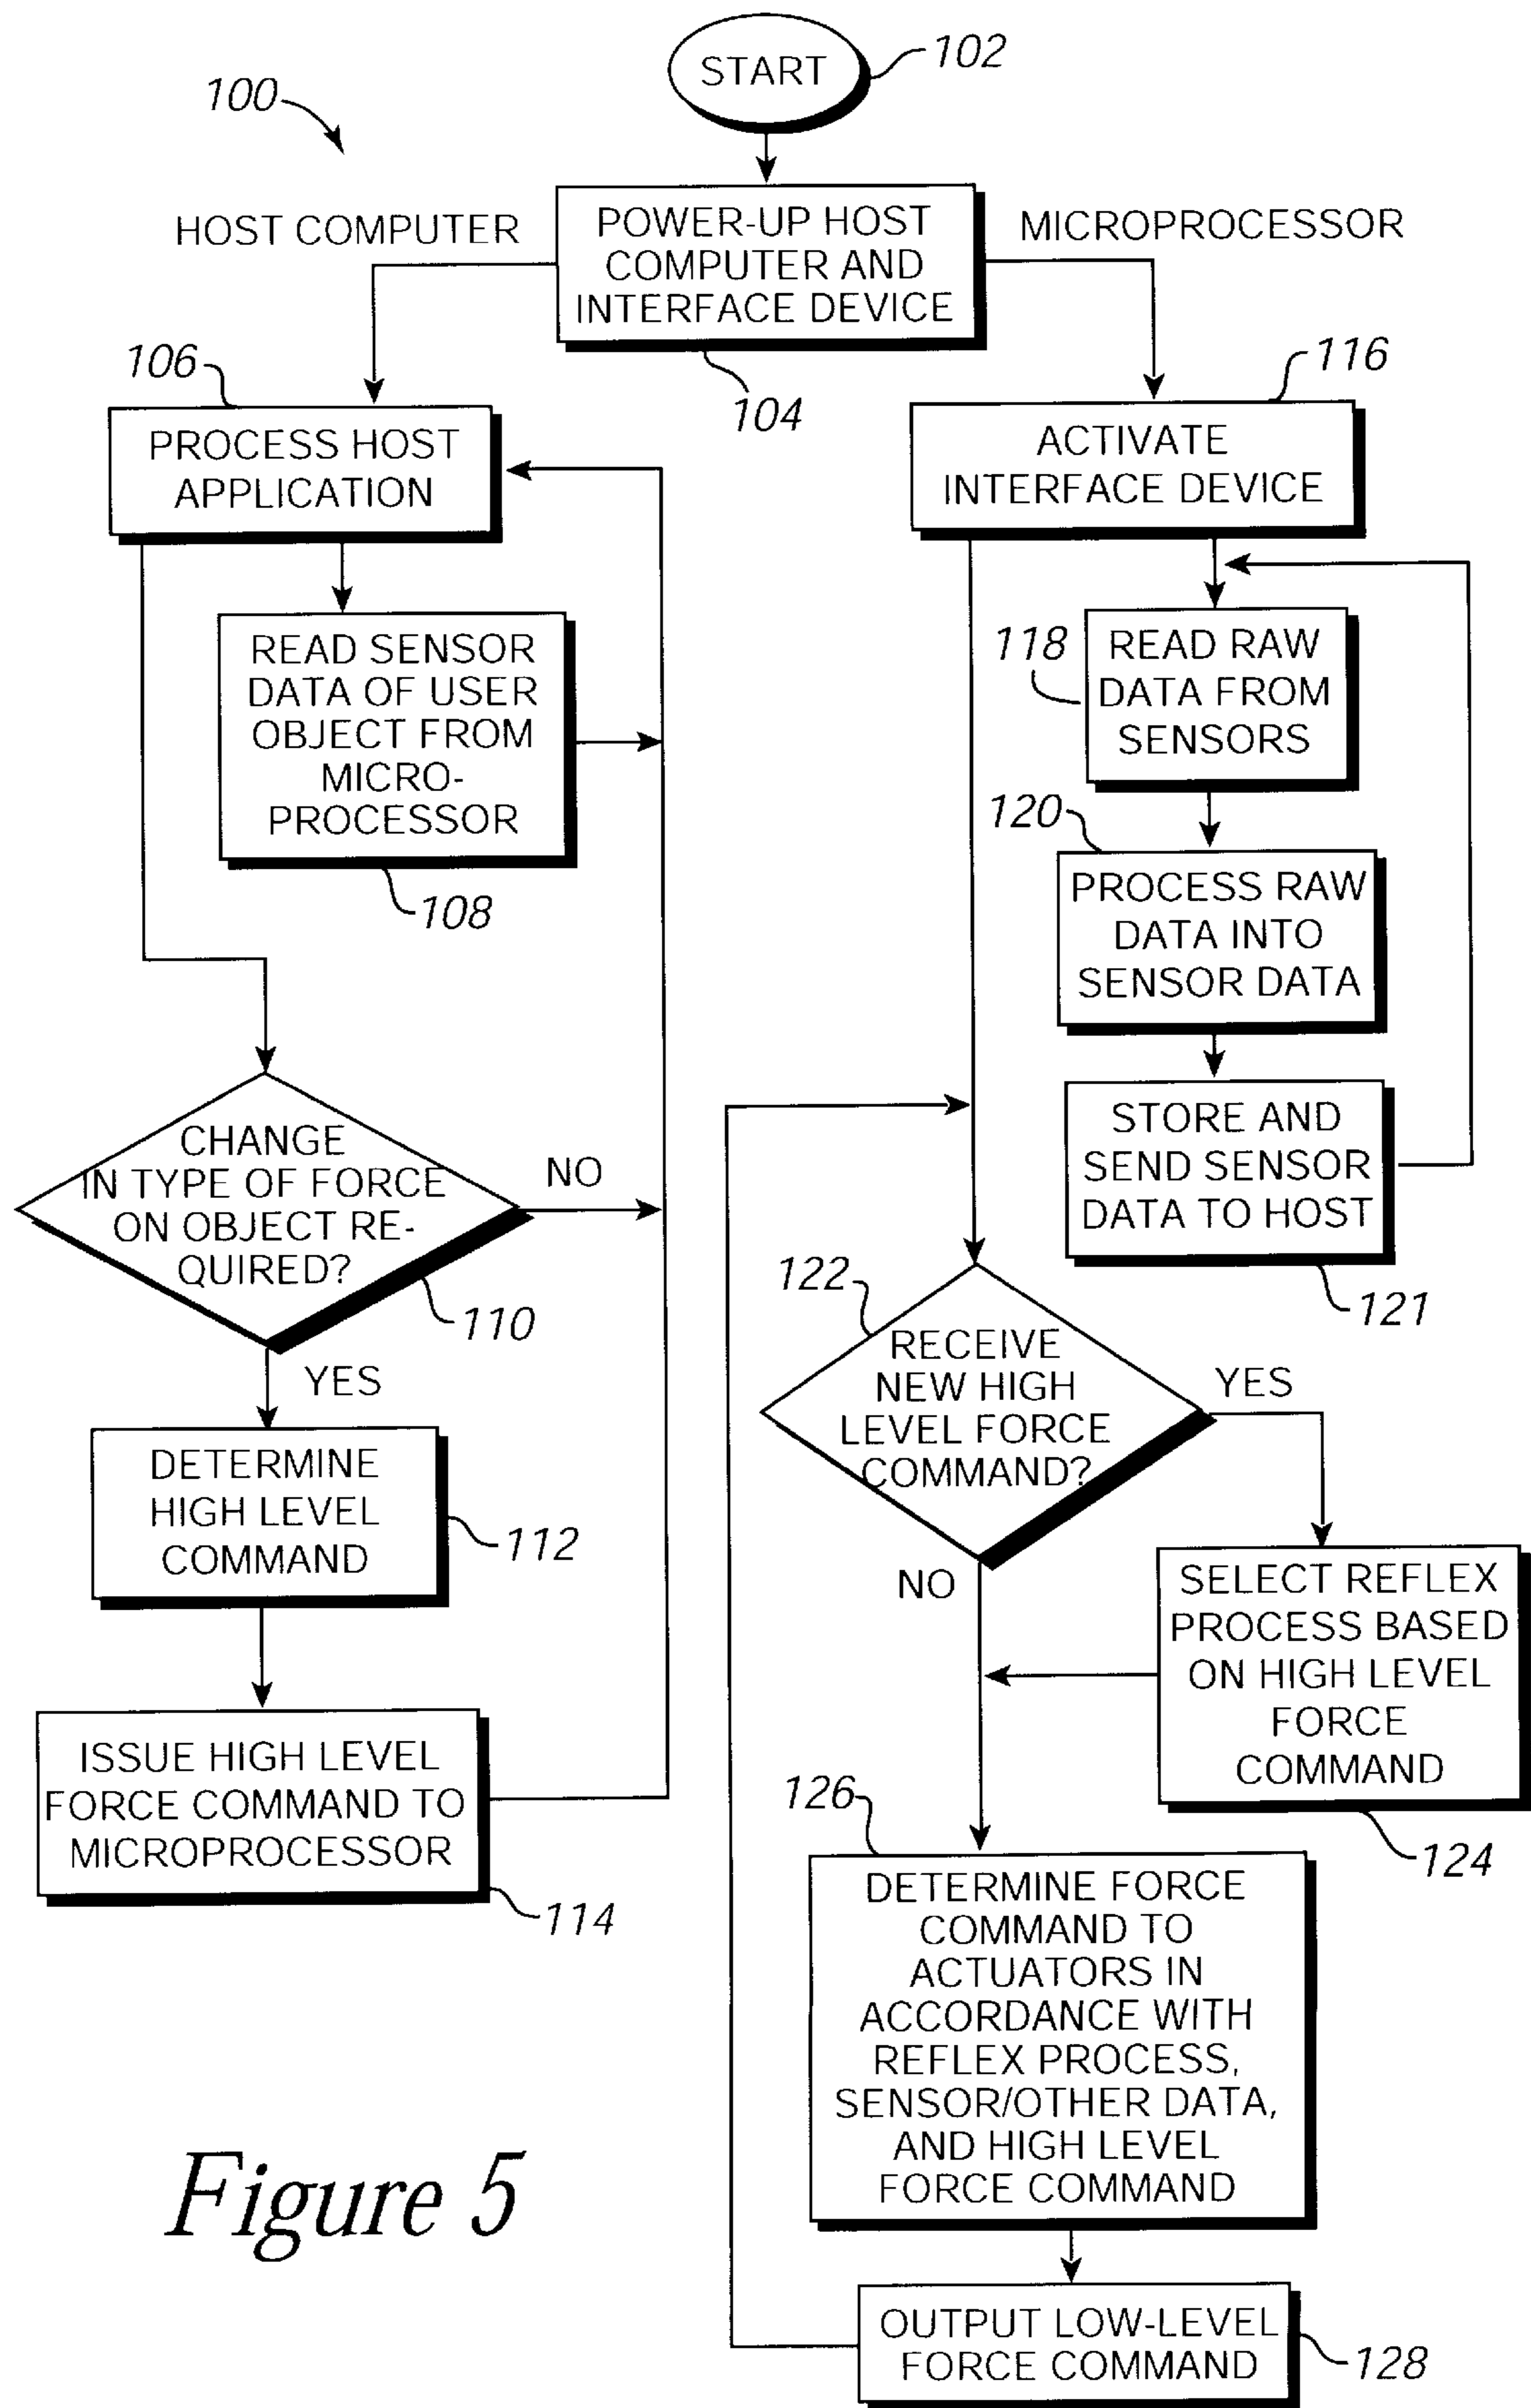 START
102
100
HOST COMPUTER
POWER-UP HOST
COMPUTER AND
INTERFACE DEVICE
MICROPROCESSOR
104
106
PROCESS HOST
APPLICATION
116
ACTIVATE
INTERFACE DEVICE
READ SENSOR
DATA OF USER
OBJECT FROM
MICRO-
PROCESSOR
108
118
READ RAW
DATA FROM
SENSORS
120
PROCESS RAW
DATA INTO
SENSOR DATA
STORE AND
SEND SENSOR
DATA TO HOST
121
CHANGE
IN TYPE OF FORCE
ON OBJECT RE-
QUIRED?
NO
110
YES
122
RECEIVE
NEW HIGH
LEVEL FORCE
COMMAND?
YES
NO
DETERMINE
HIGH LEVEL
COMMAND
112
SELECT REFLEX
PROCESS BASED
ON HIGH LEVEL
FORCE
COMMAND
124
ISSUE HIGH LEVEL
FORCE COMMAND TO
MICROPROCESSOR
114
126
DETERMINE FORCE
COMMAND TO
ACTUATORS IN
ACCORDANCE WITH
REFLEX PROCESS,
SENSOR/OTHER DATA,
AND HIGH LEVEL
FORCE COMMAND
OUTPUT LOW-LEVEL
FORCE COMMAND
128
Figure 5